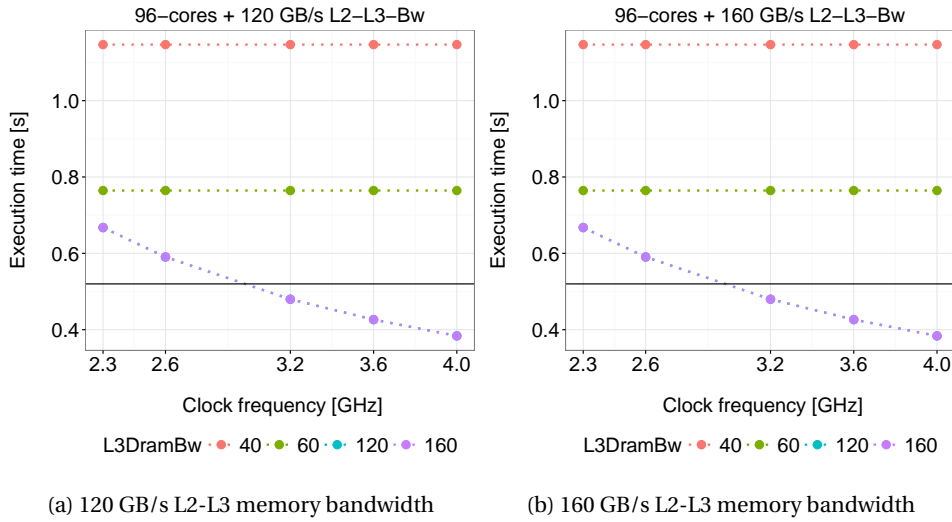 96−cores + 120 GB/s L2−L3−Bw
Execution time [s]
1.0
0.8
0.6
0.4
2.3 2.6 3.2 3.6 4.0
Clock frequency [GHz]
L3DramBw 40 60 120 160
(a) 120 GB/s L2-L3 memory bandwidth
96−cores + 160 GB/s L2−L3−Bw
Execution time [s]
1.0
0.8
0.6
0.4
2.3 2.6 3.2 3.6 4.0
Clock frequency [GHz]
L3DramBw 40 60 120 160
(b) 160 GB/s L2-L3 memory bandwidth